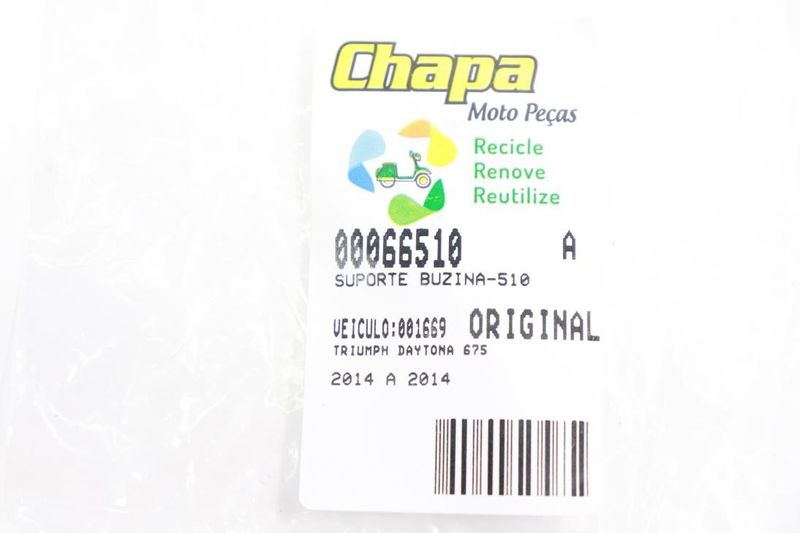 Chapa
Moto Peças
Recicle
Renove
Reutilize
00066510 A
SUPORTE BUZINA-510
VEICULO:001669 ORIGINAL
TRIUMPH DAYTONA 675
2014 A 2014